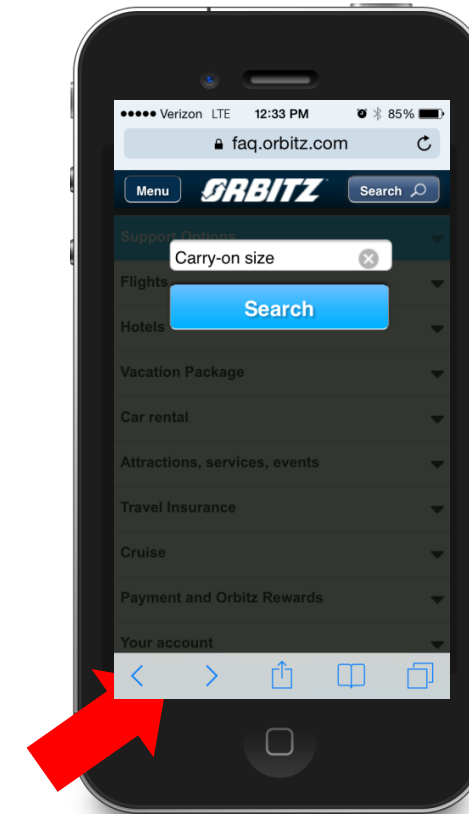 Verizon LTE 12:33 PM 85%
faq.orbitz.com
Menu ORBITZ Search
Support Options
Carry-on size
Flights
Search
Hotels
Vacation Package
Car rental
Attractions, services, events
Travel Insurance
Cruise
Payment and Orbitz Rewards
Your account